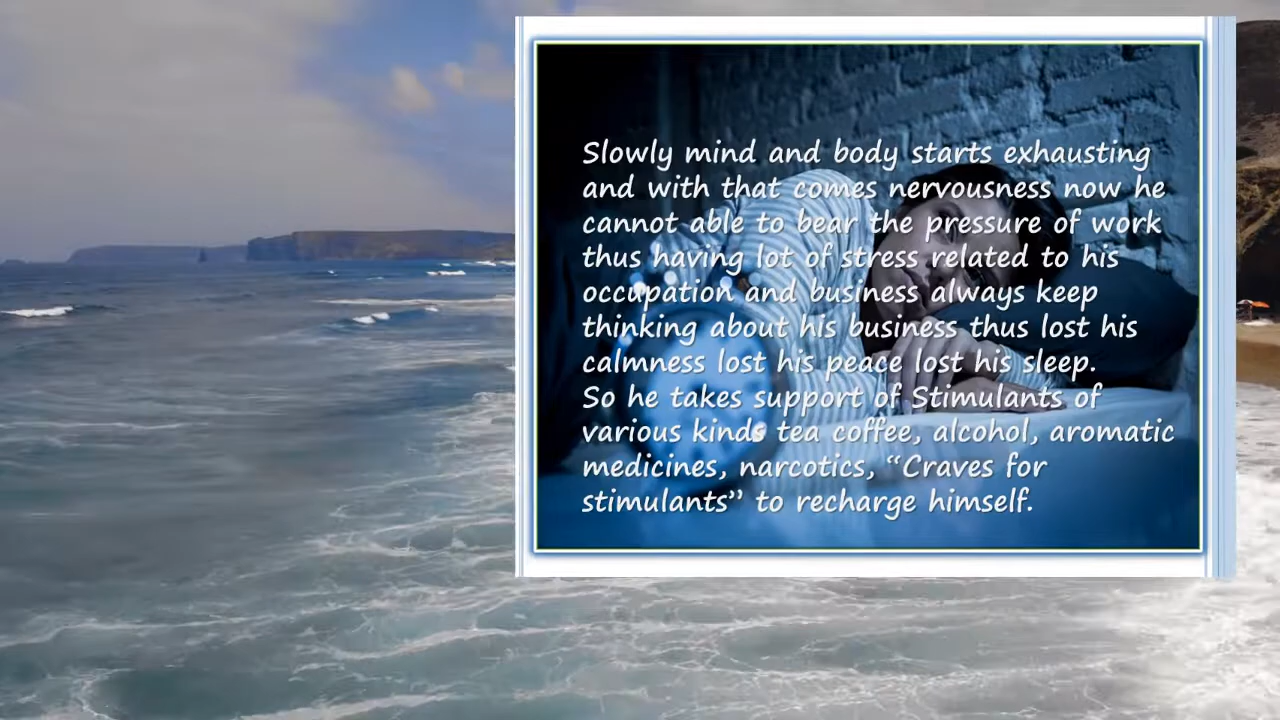 Slowly mind and body starts exhausting
and with that comes nervousness now he
cannot able to bear the pressure of work
thus having lot of stress related to his
occupation and business always keep
thinking about his business thus lost his
calmness lost his peace lost his sleep.
So he takes support of Stimulants of
various kinds tea coffee, alcohol, aromatic
medicines, narcotics, “Craves for
stimulants” to recharge himself.